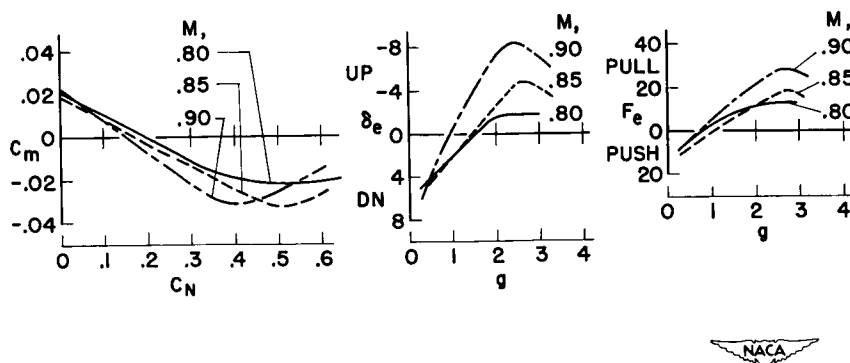 .04
.02
0
-.02
-.04
Cm
M,
.80
.85
.90
0 .1 .2 .3 .4 .5 .6
CN
UP
DN
-8
-4
0
4
8
δe
M,
.90
.85
.80
0 1 2 3 4
g
40
PULL
20
Fe
0
PUSH
20
M,
.90
.85
.80
0 1 2 3 4
g
NACA